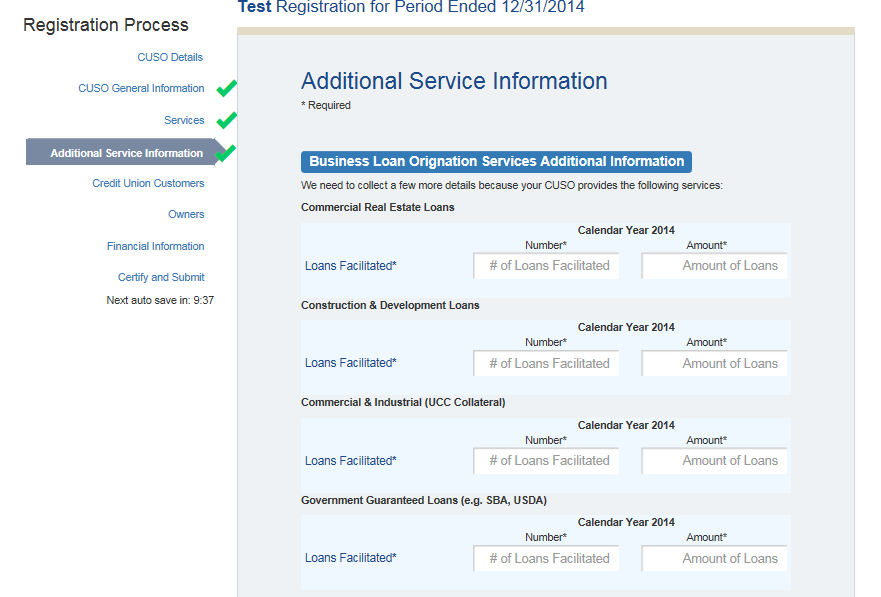 Test Registration for Period Ended 12/31/2014
Registration Process
CUSO Details
CUSO General Information
Services
Additional Service Information
Credit Union Customers
Owners
Financial Information
Certify and Submit
Next auto save in: 9:37
Additional Service Information
* Required
Business Loan Orignation Services Additional Information
We need to collect a few more details because your CUSO provides the following services:
Commercial Real Estate Loans
Calendar Year 2014
Number* Amount*
Loans Facilitated* # of Loans Facilitated Amount of Loans
Construction & Development Loans
Calendar Year 2014
Number* Amount*
Loans Facilitated* # of Loans Facilitated Amount of Loans
Commercial & Industrial (UCC Collateral)
Calendar Year 2014
Number* Amount*
Loans Facilitated* # of Loans Facilitated Amount of Loans
Government Guaranteed Loans (e.g. SBA, USDA)
Calendar Year 2014
Number* Amount*
Loans Facilitated* # of Loans Facilitated Amount of Loans